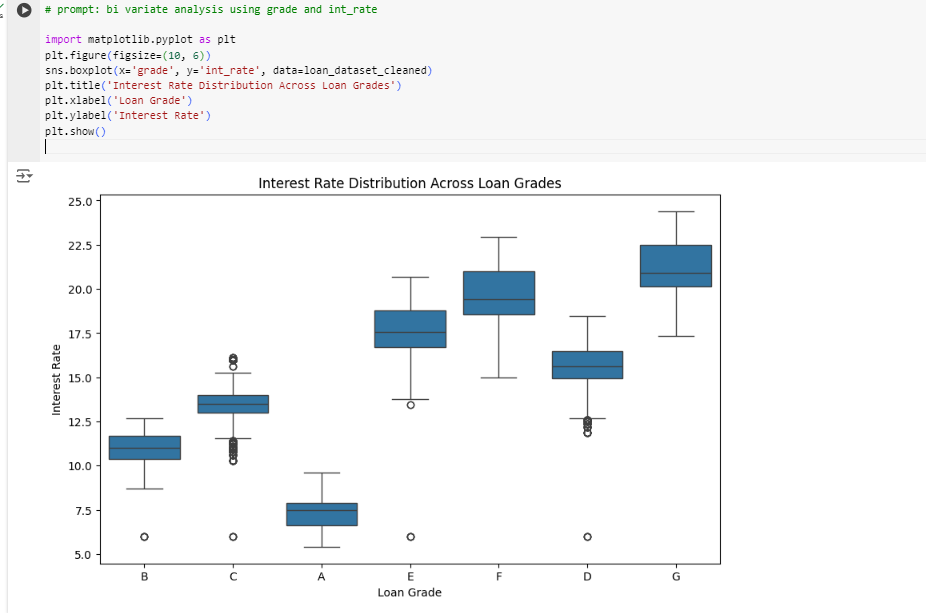 # prompt: bi variate analysis using grade and int_rate
import matplotlib.pyplot as plt
plt.figure(figsize=(10, 6))
sns.boxplot(x='grade', y='int_rate', data=loan_dataset_cleaned)
plt.title('Interest Rate Distribution Across Loan Grades')
plt.xlabel('Loan Grade')
plt.ylabel('Interest Rate')
plt.show()
Interest Rate Distribution Across Loan Grades
25.0
22.5
20.0
17.5
15.0
12.5
10.0
7.5
5.0
Interest Rate
B C A E F D G
Loan Grade